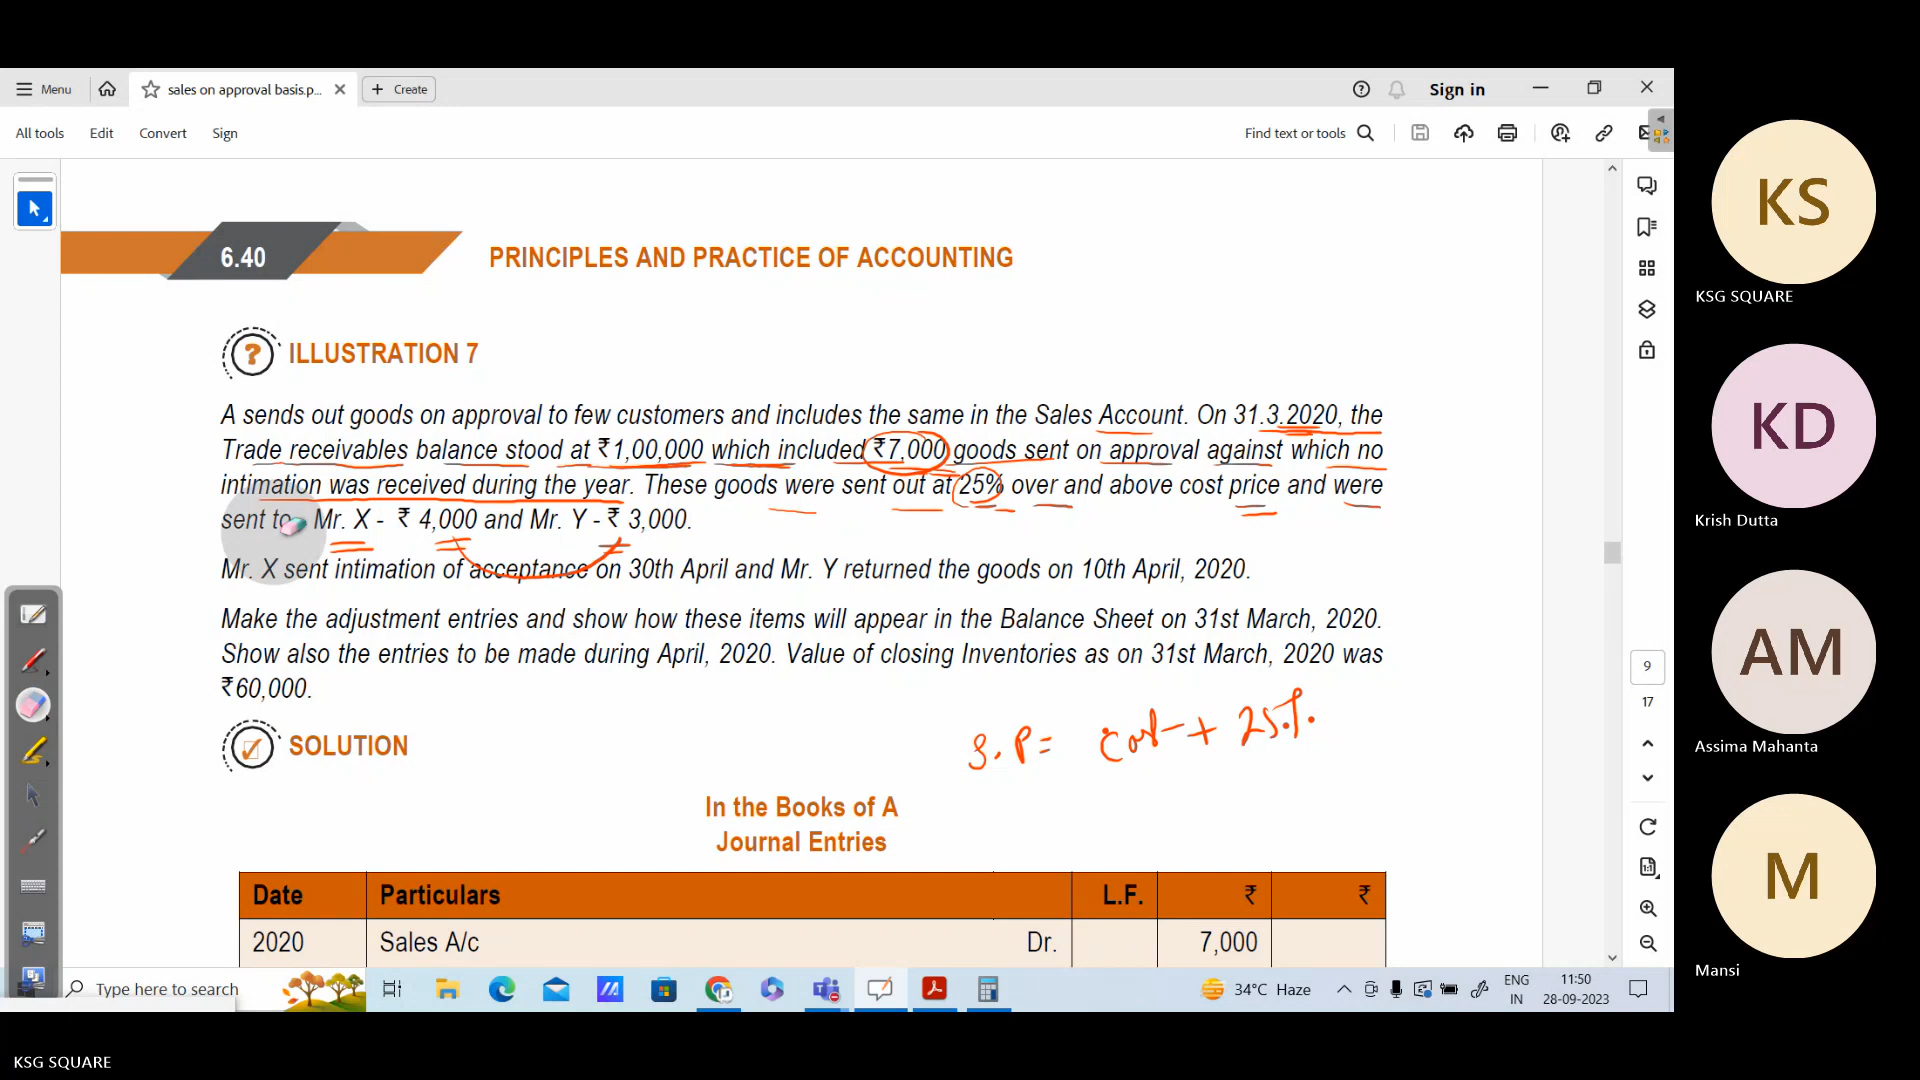 Menu
sales on approval basis.p...
Create
Sign in
All tools
Edit
Convert
Sign
Find text or tools
6.40
PRINCIPLES AND PRACTICE OF ACCOUNTING
ILLUSTRATION 7
A sends out goods on approval to few customers and includes the same in the Sales Account. On 31.3.2020, the
Trade receivables balance stood at ₹1,00,000 which included ₹7,000 goods sent on approval against which no
intimation was received during the year. These goods were sent out at 25% over and above cost price and were
sent to Mr. X - ₹ 4,000 and Mr. Y - ₹ 3,000.
Mr. X sent intimation of acceptance on 30th April and Mr. Y returned the goods on 10th April, 2020.
Make the adjustment entries and show how these items will appear in the Balance Sheet on 31st March, 2020.
Show also the entries to be made during April, 2020. Value of closing Inventories as on 31st March, 2020 was
₹60,000.
S.P = Cost + 25%.
SOLUTION
In the Books of A
Journal Entries
Date Particulars L.F. ₹ ₹
2020 Sales A/c Dr. 7,000
9
17
Type here to search
34°C Haze
ENG
IN
11:50
28-09-2023
KS
KSG SQUARE
KD
Krish Dutta
AM
Assima Mahanta
M
Mansi
KSG SQUARE